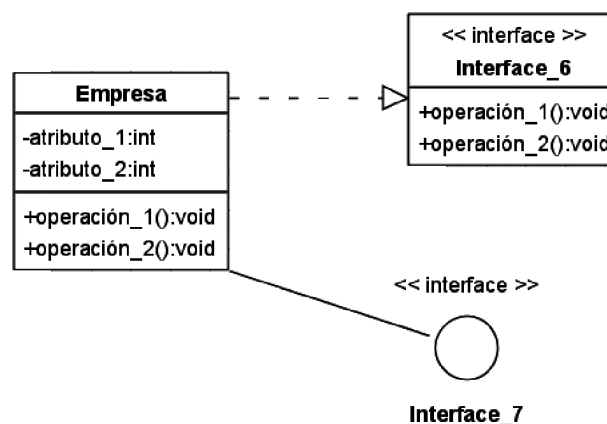 << interface >>
Interface_6
+operación_1():void
+operación_2():void
Empresa
-atributo_1:int
-atributo_2:int
+operación_1():void
+operación_2():void
<< interface >>
Interface_7